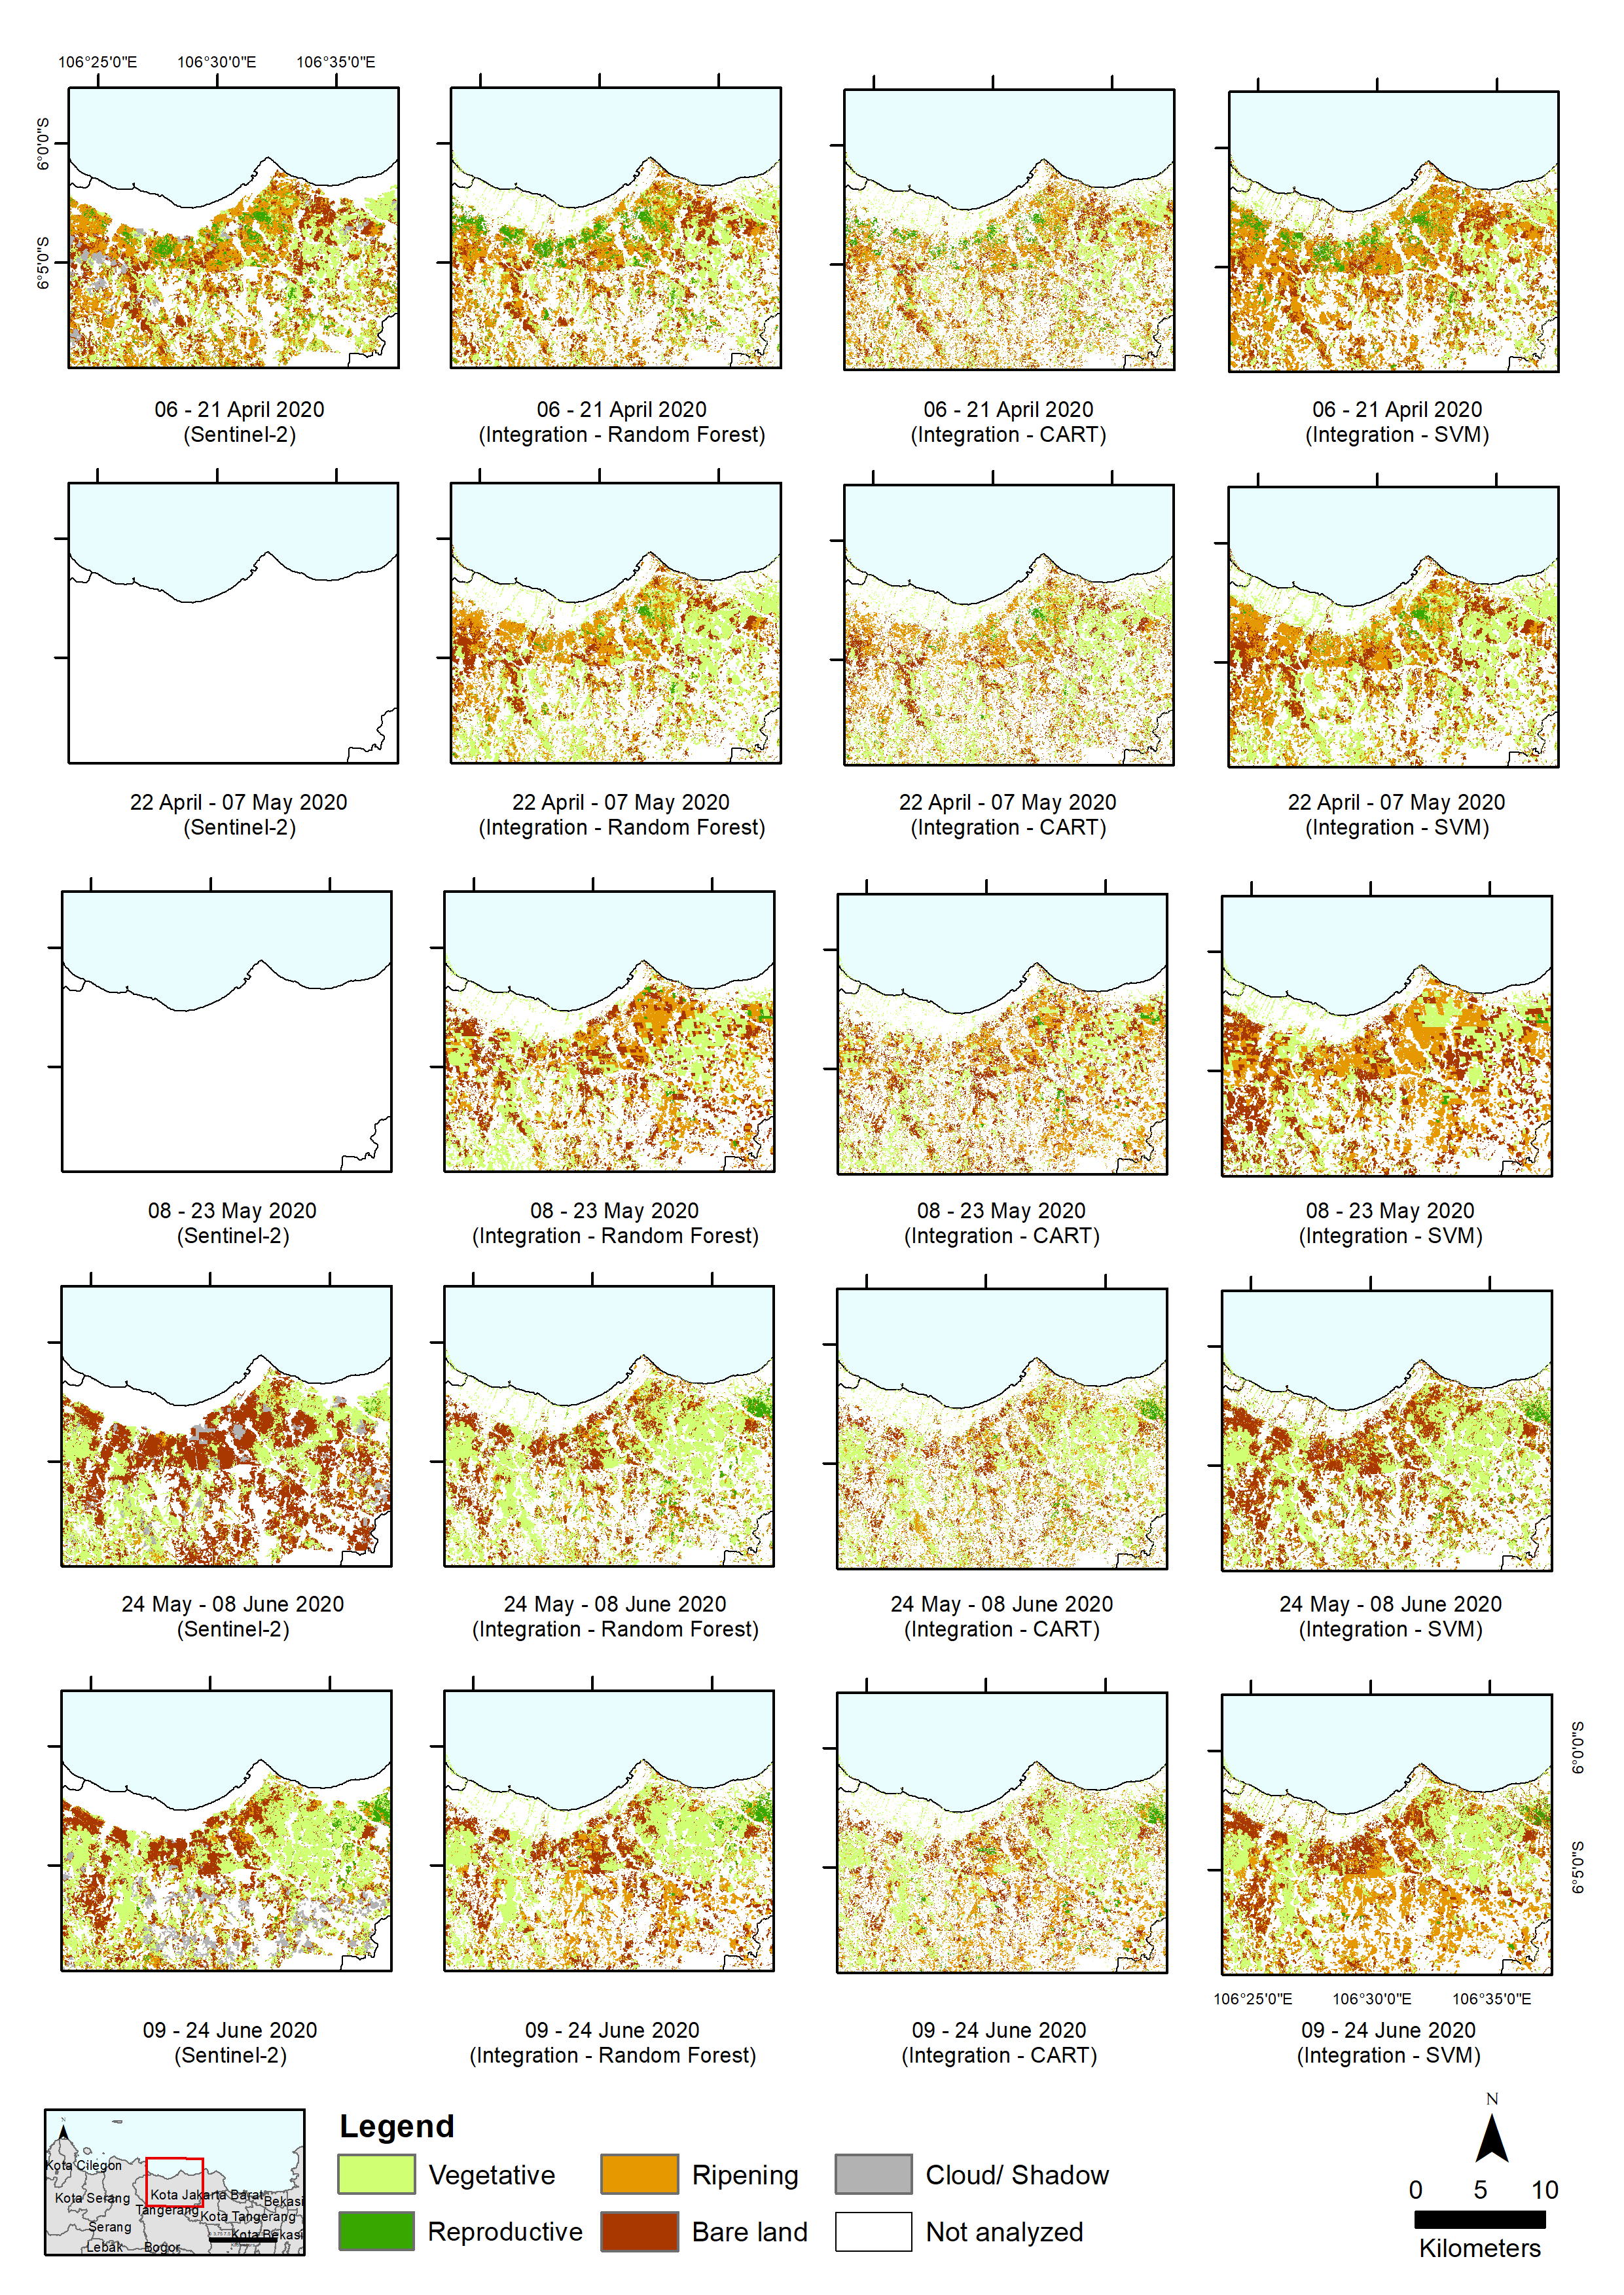 106°25'0"E 106°30'0"E 106°35'0"E
6°0'0"S
6°5'0"S
06 - 21 April 2020
(Sentinel-2)
06 - 21 April 2020
(Integration - Random Forest)
06 - 21 April 2020
(Integration - CART)
06 - 21 April 2020
(Integration - SVM)
22 April - 07 May 2020
(Sentinel-2)
22 April - 07 May 2020
(Integration - Random Forest)
22 April - 07 May 2020
(Integration - CART)
22 April - 07 May 2020
(Integration - SVM)
08 - 23 May 2020
(Sentinel-2)
08 - 23 May 2020
(Integration - Random Forest)
08 - 23 May 2020
(Integration - CART)
08 - 23 May 2020
(Integration - SVM)
24 May - 08 June 2020
(Sentinel-2)
24 May - 08 June 2020
(Integration - Random Forest)
24 May - 08 June 2020
(Integration - CART)
24 May - 08 June 2020
(Integration - SVM)
6°0'0"S
6°5'0"S
106°25'0"E 106°30'0"E 106°35'0"E
09 - 24 June 2020
(Sentinel-2)
09 - 24 June 2020
(Integration - Random Forest)
09 - 24 June 2020
(Integration - CART)
09 - 24 June 2020
(Integration - SVM)
N
Kota Cilegon
Kota Serang
Kota Jakarta Barat
Bekasi
Tangerang
Kota Tangerang
Serang
Kota Bekasi
Lebak
Bogor
Legend
Vegetative
Ripening
Cloud/ Shadow
Reproductive
Bare land
Not analyzed
N
0 5 10
Kilometers